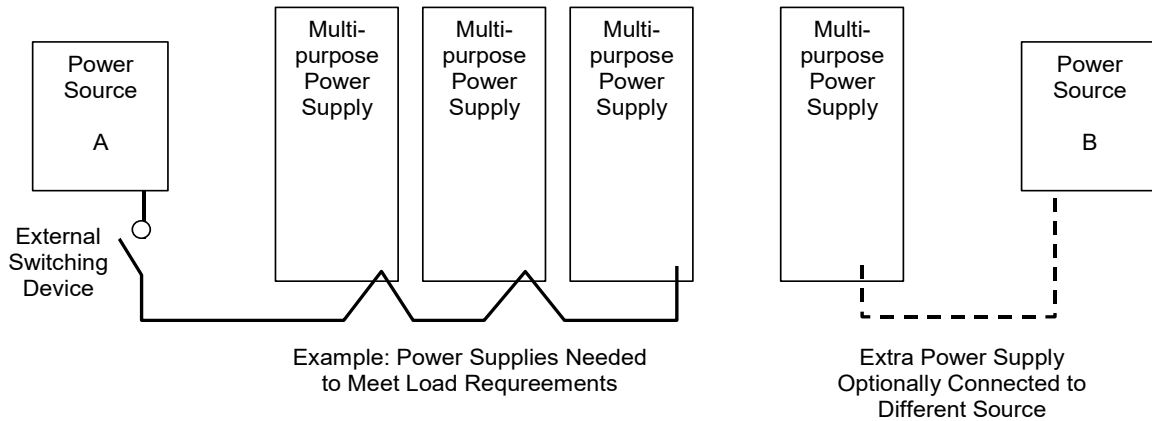 Power
Source
A
External
Switching
Device
Multi-
purpose
Power
Supply
Multi-
purpose
Power
Supply
Multi-
purpose
Power
Supply
Multi-
purpose
Power
Supply
Power
Source
B
Example: Power Supplies Needed
to Meet Load Requreements
Extra Power Supply
Optionally Connected to
Different Source